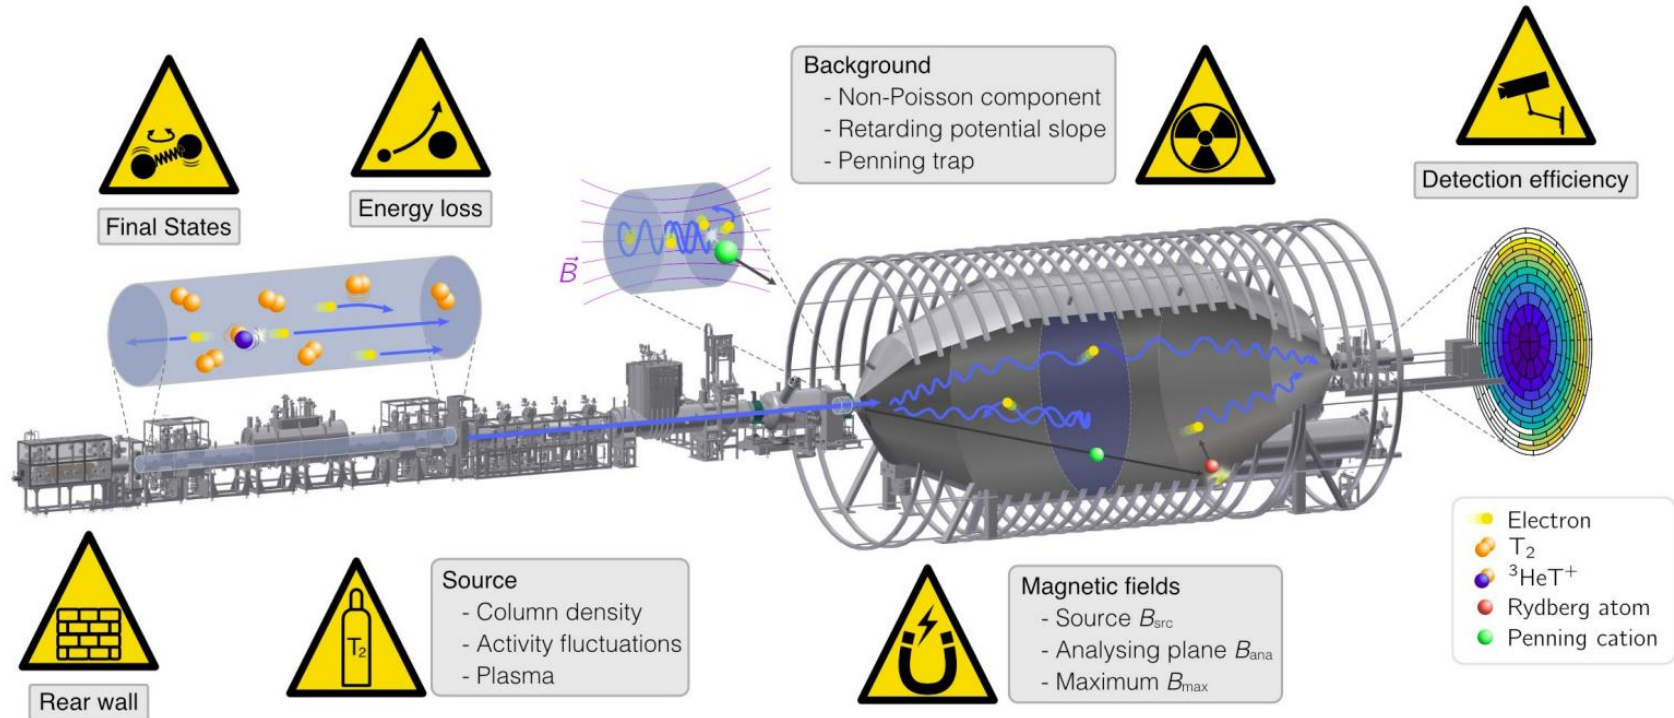 Final States
Energy loss
Background
- Non-Poisson component
- Retarding potential slope
- Penning trap
Detection efficiency
B⃗
Electron
T₂
³HeT⁺
Rydberg atom
Penning cation
Rear wall
T₂
Source
- Column density
- Activity fluctuations
- Plasma
Magnetic fields
- Source Bsrc
- Analysing plane Bana
- Maximum Bmax